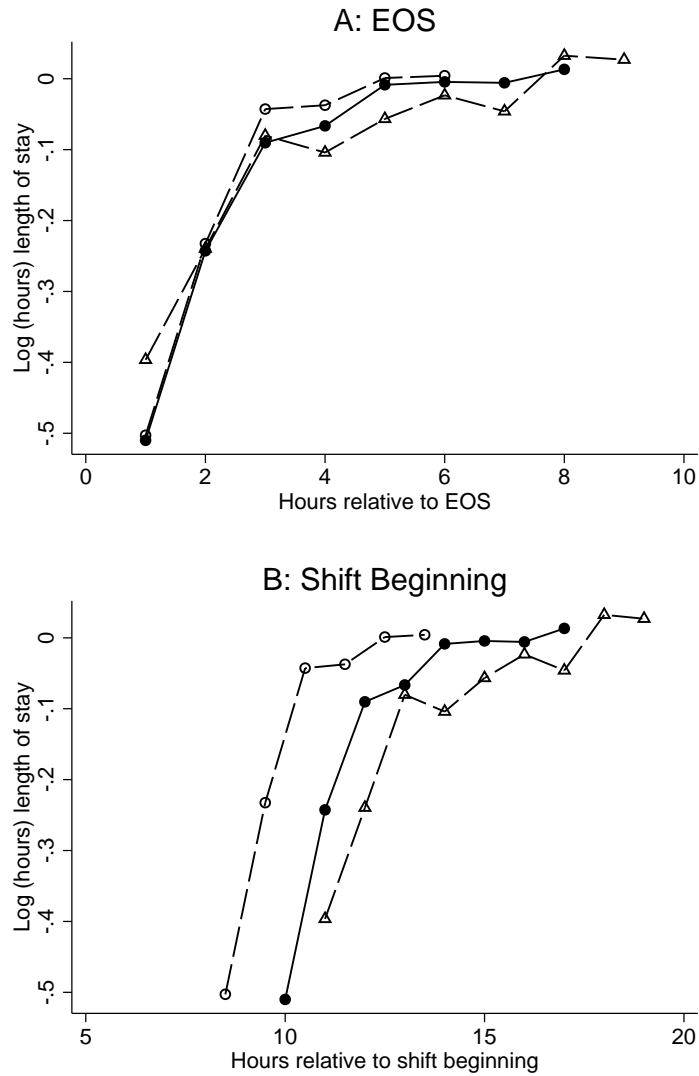 A: EOS
Log (hours) length of stay
0
-.1
-.2
-.3
-.4
-.5
0 2 4 6 8 10
Hours relative to EOS
B: Shift Beginning
Log (hours) length of stay
0
-.1
-.2
-.3
-.4
-.5
5 10 15 20
Hours relative to shift beginning